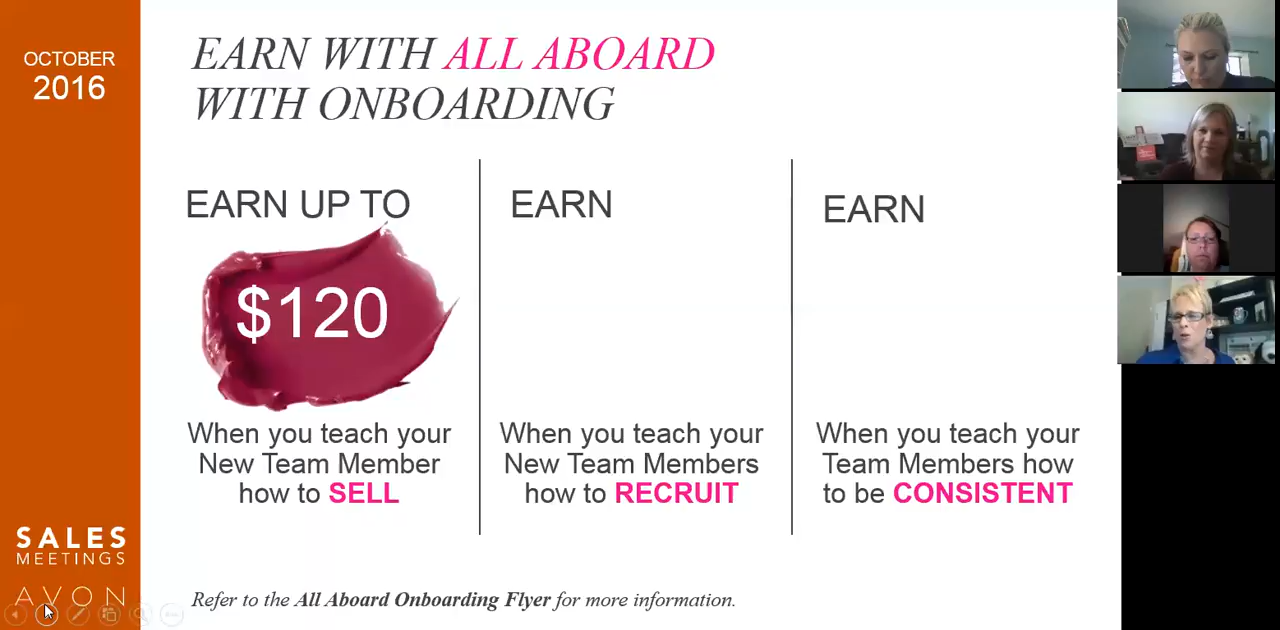 OCTOBER
2016
EARN WITH ALL ABOARD
WITH ONBOARDING
EARN UP TO
$120
When you teach your
New Team Member
how to SELL
EARN
When you teach your
New Team Members
how to RECRUIT
EARN
When you teach your
Team Members how
to be CONSISTENT
SALES
MEETINGS
AVON
Refer to the All Aboard Onboarding Flyer for more information.